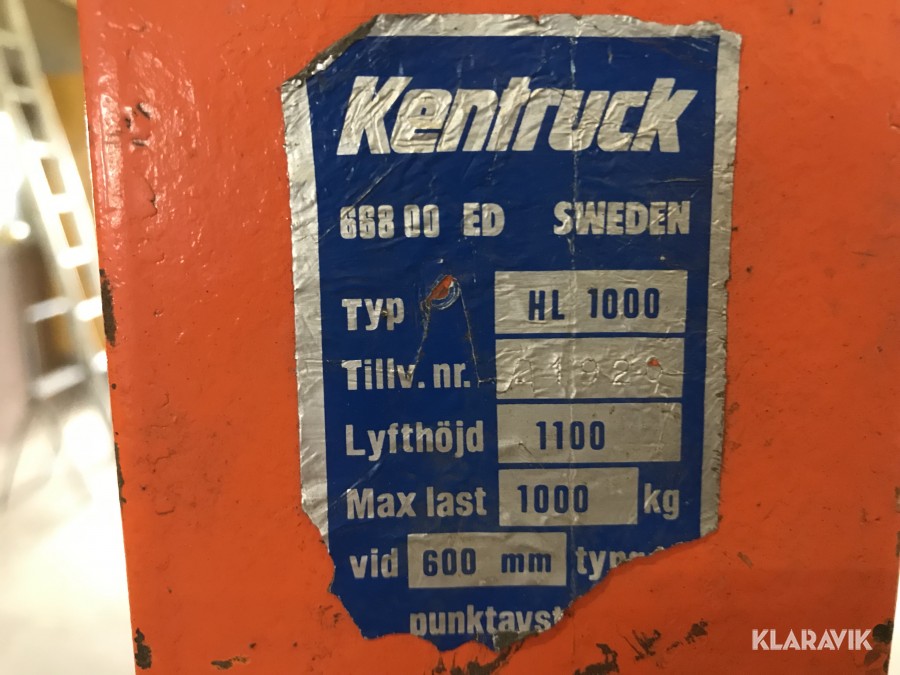 Kentruck
668 00 ED SWEDEN
Typ HL 1000
Tillv. nr.
Lyfthöjd 1100
Max last 1000 kg
vid 600 mm
KLARAVIK